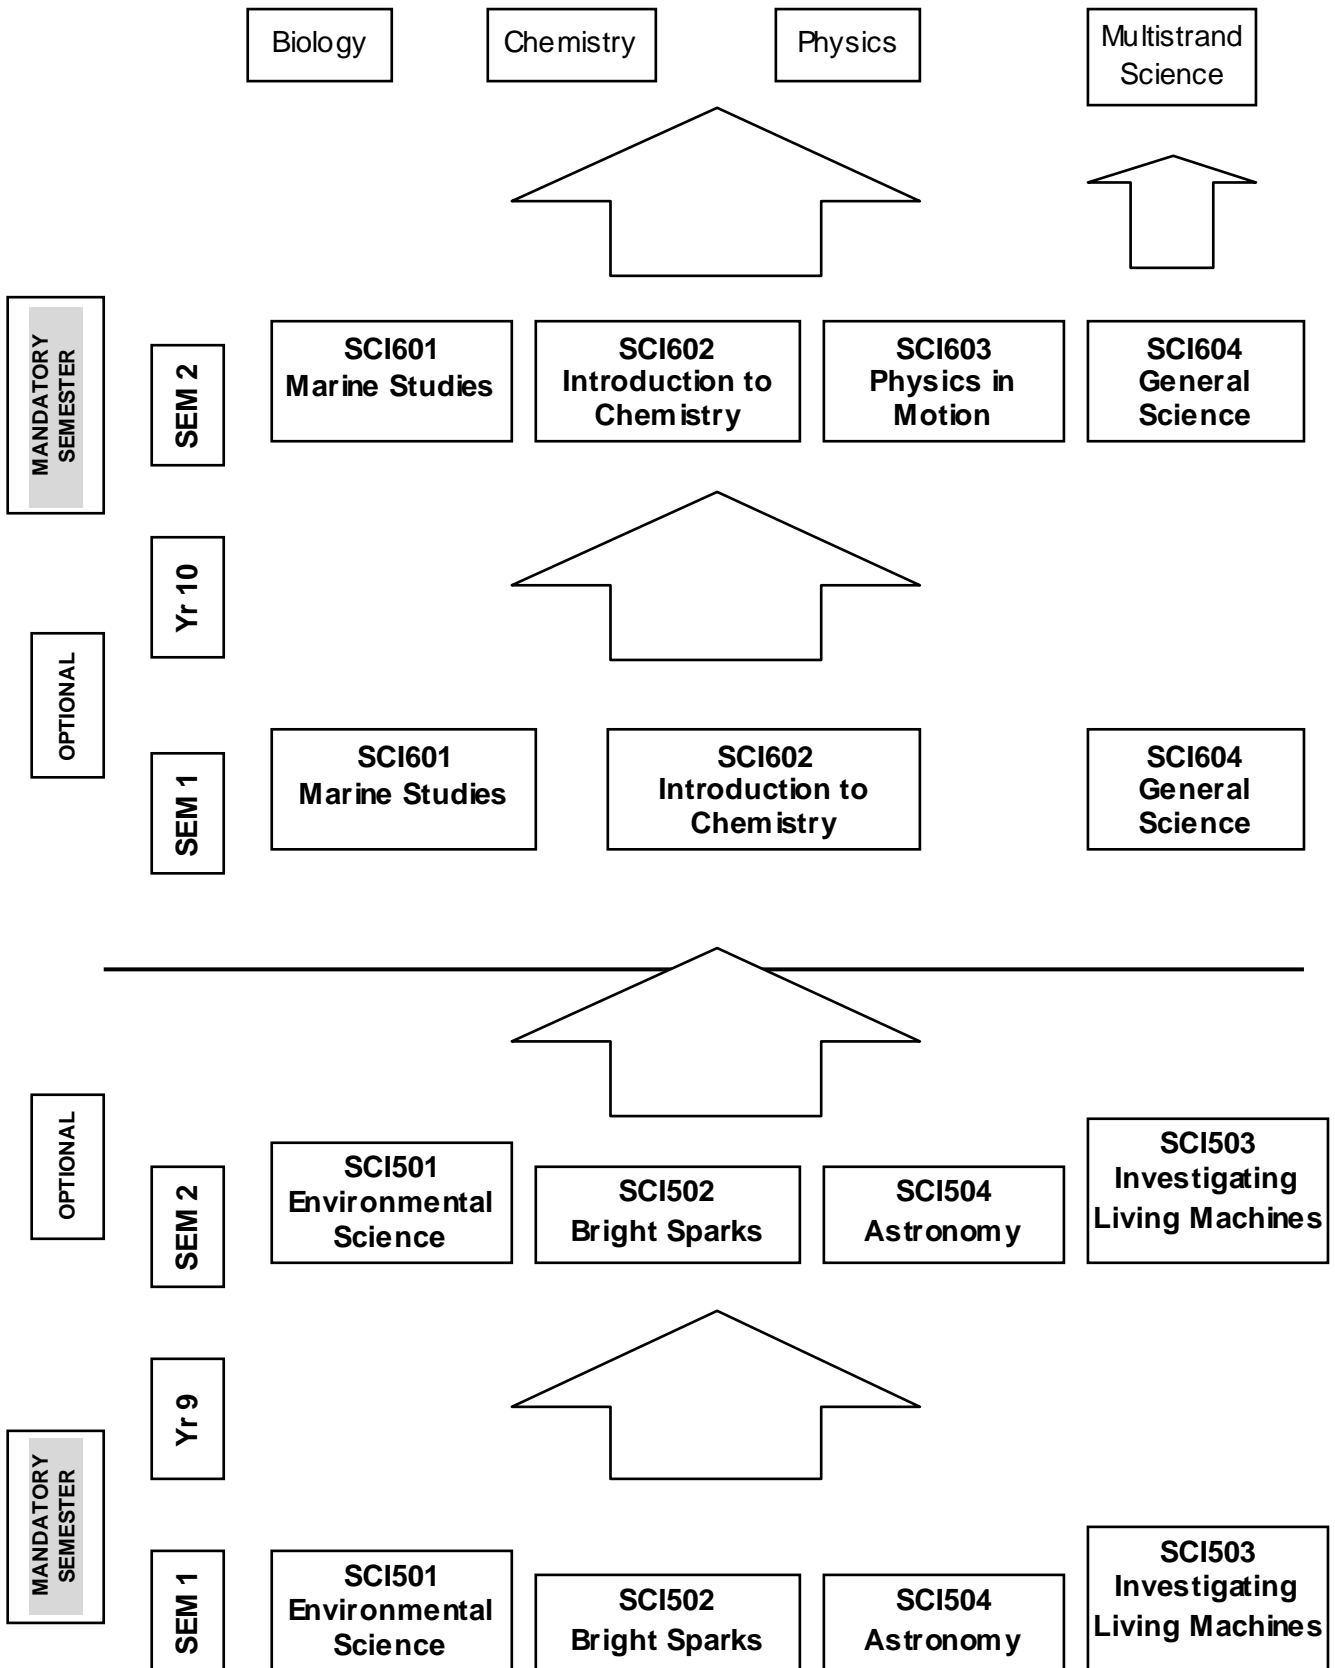 Biology
Chemistry
Physics
Multistrand
Science
MANDATORY
SEMESTER
SEM 2
SCI601
Marine Studies
SCI602
Introduction to
Chemistry
SCI603
Physics in
Motion
SCI604
General
Science
Yr 10
OPTIONAL
SEM 1
SCI601
Marine Studies
SCI602
Introduction to
Chemistry
SCI604
General
Science
OPTIONAL
SEM 2
SCI501
Environmental
Science
SCI502
Bright Sparks
SCI504
Astronomy
SCI503
Investigating
Living Machines
Yr 9
MANDATORY
SEMESTER
SEM 1
SCI501
Environmental
Science
SCI502
Bright Sparks
SCI504
Astronomy
SCI503
Investigating
Living Machines